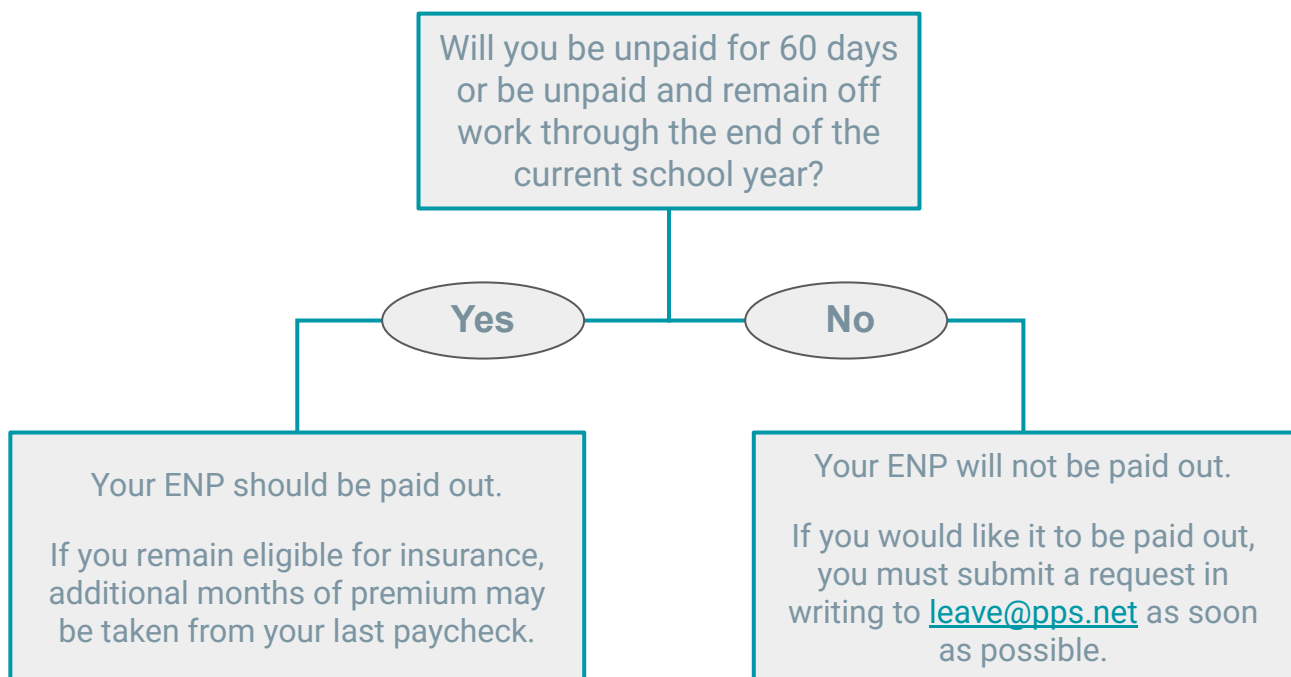 Will you be unpaid for 60 days
or be unpaid and remain off
work through the end of the
current school year?
Yes
No
Your ENP should be paid out.
If you remain eligible for insurance,
additional months of premium may
be taken from your last paycheck.
Your ENP will not be paid out.
If you would like it to be paid out,
you must submit a request in
writing to leave@pps.net as soon
as possible.